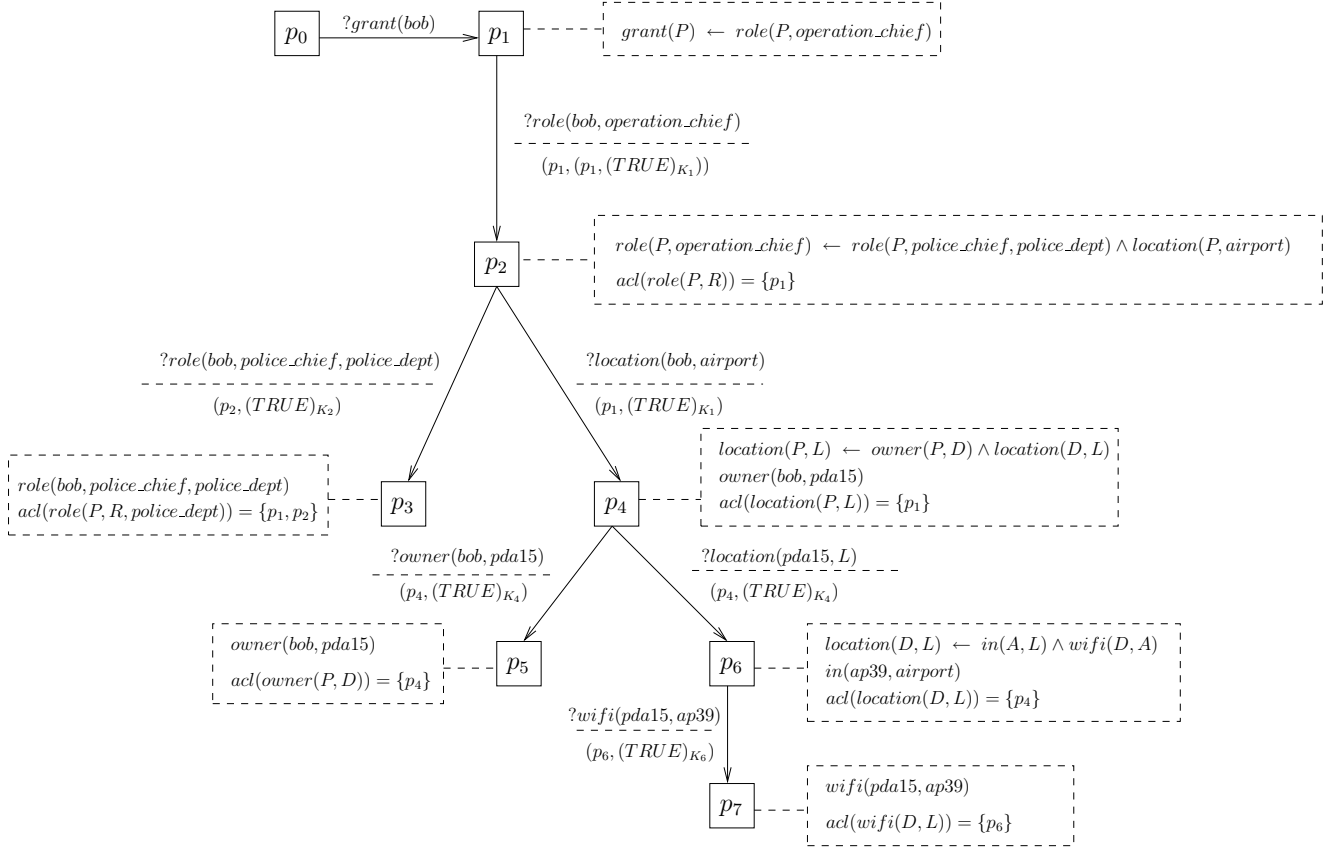 p0
?grant(bob)
p1
grant(P) ← role(P, operation_chief)
?role(bob, operation_chief)
(p1, (p1, (TRUE)K1))
p2
role(P, operation_chief) ← role(P, police_chief, police_dept) ∧ location(P, airport)
acl(role(P, R)) = {p1}
?role(bob, police_chief, police_dept)
(p2, (TRUE)K2)
?location(bob, airport)
(p1, (TRUE)K1)
role(bob, police_chief, police_dept)
acl(role(P, R, police_dept)) = {p1, p2}
p3
p4
location(P, L) ← owner(P, D) ∧ location(D, L)
owner(bob, pda15)
acl(location(P, L)) = {p1}
?owner(bob, pda15)
(p4, (TRUE)K4)
?location(pda15, L)
(p4, (TRUE)K4)
owner(bob, pda15)
acl(owner(P, D)) = {p4}
p5
p6
location(D, L) ← in(A, L) ∧ wifi(D, A)
in(ap39, airport)
acl(location(D, L)) = {p4}
?wifi(pda15, ap39)
(p6, (TRUE)K6)
p7
wifi(pda15, ap39)
acl(wifi(D, L)) = {p6}